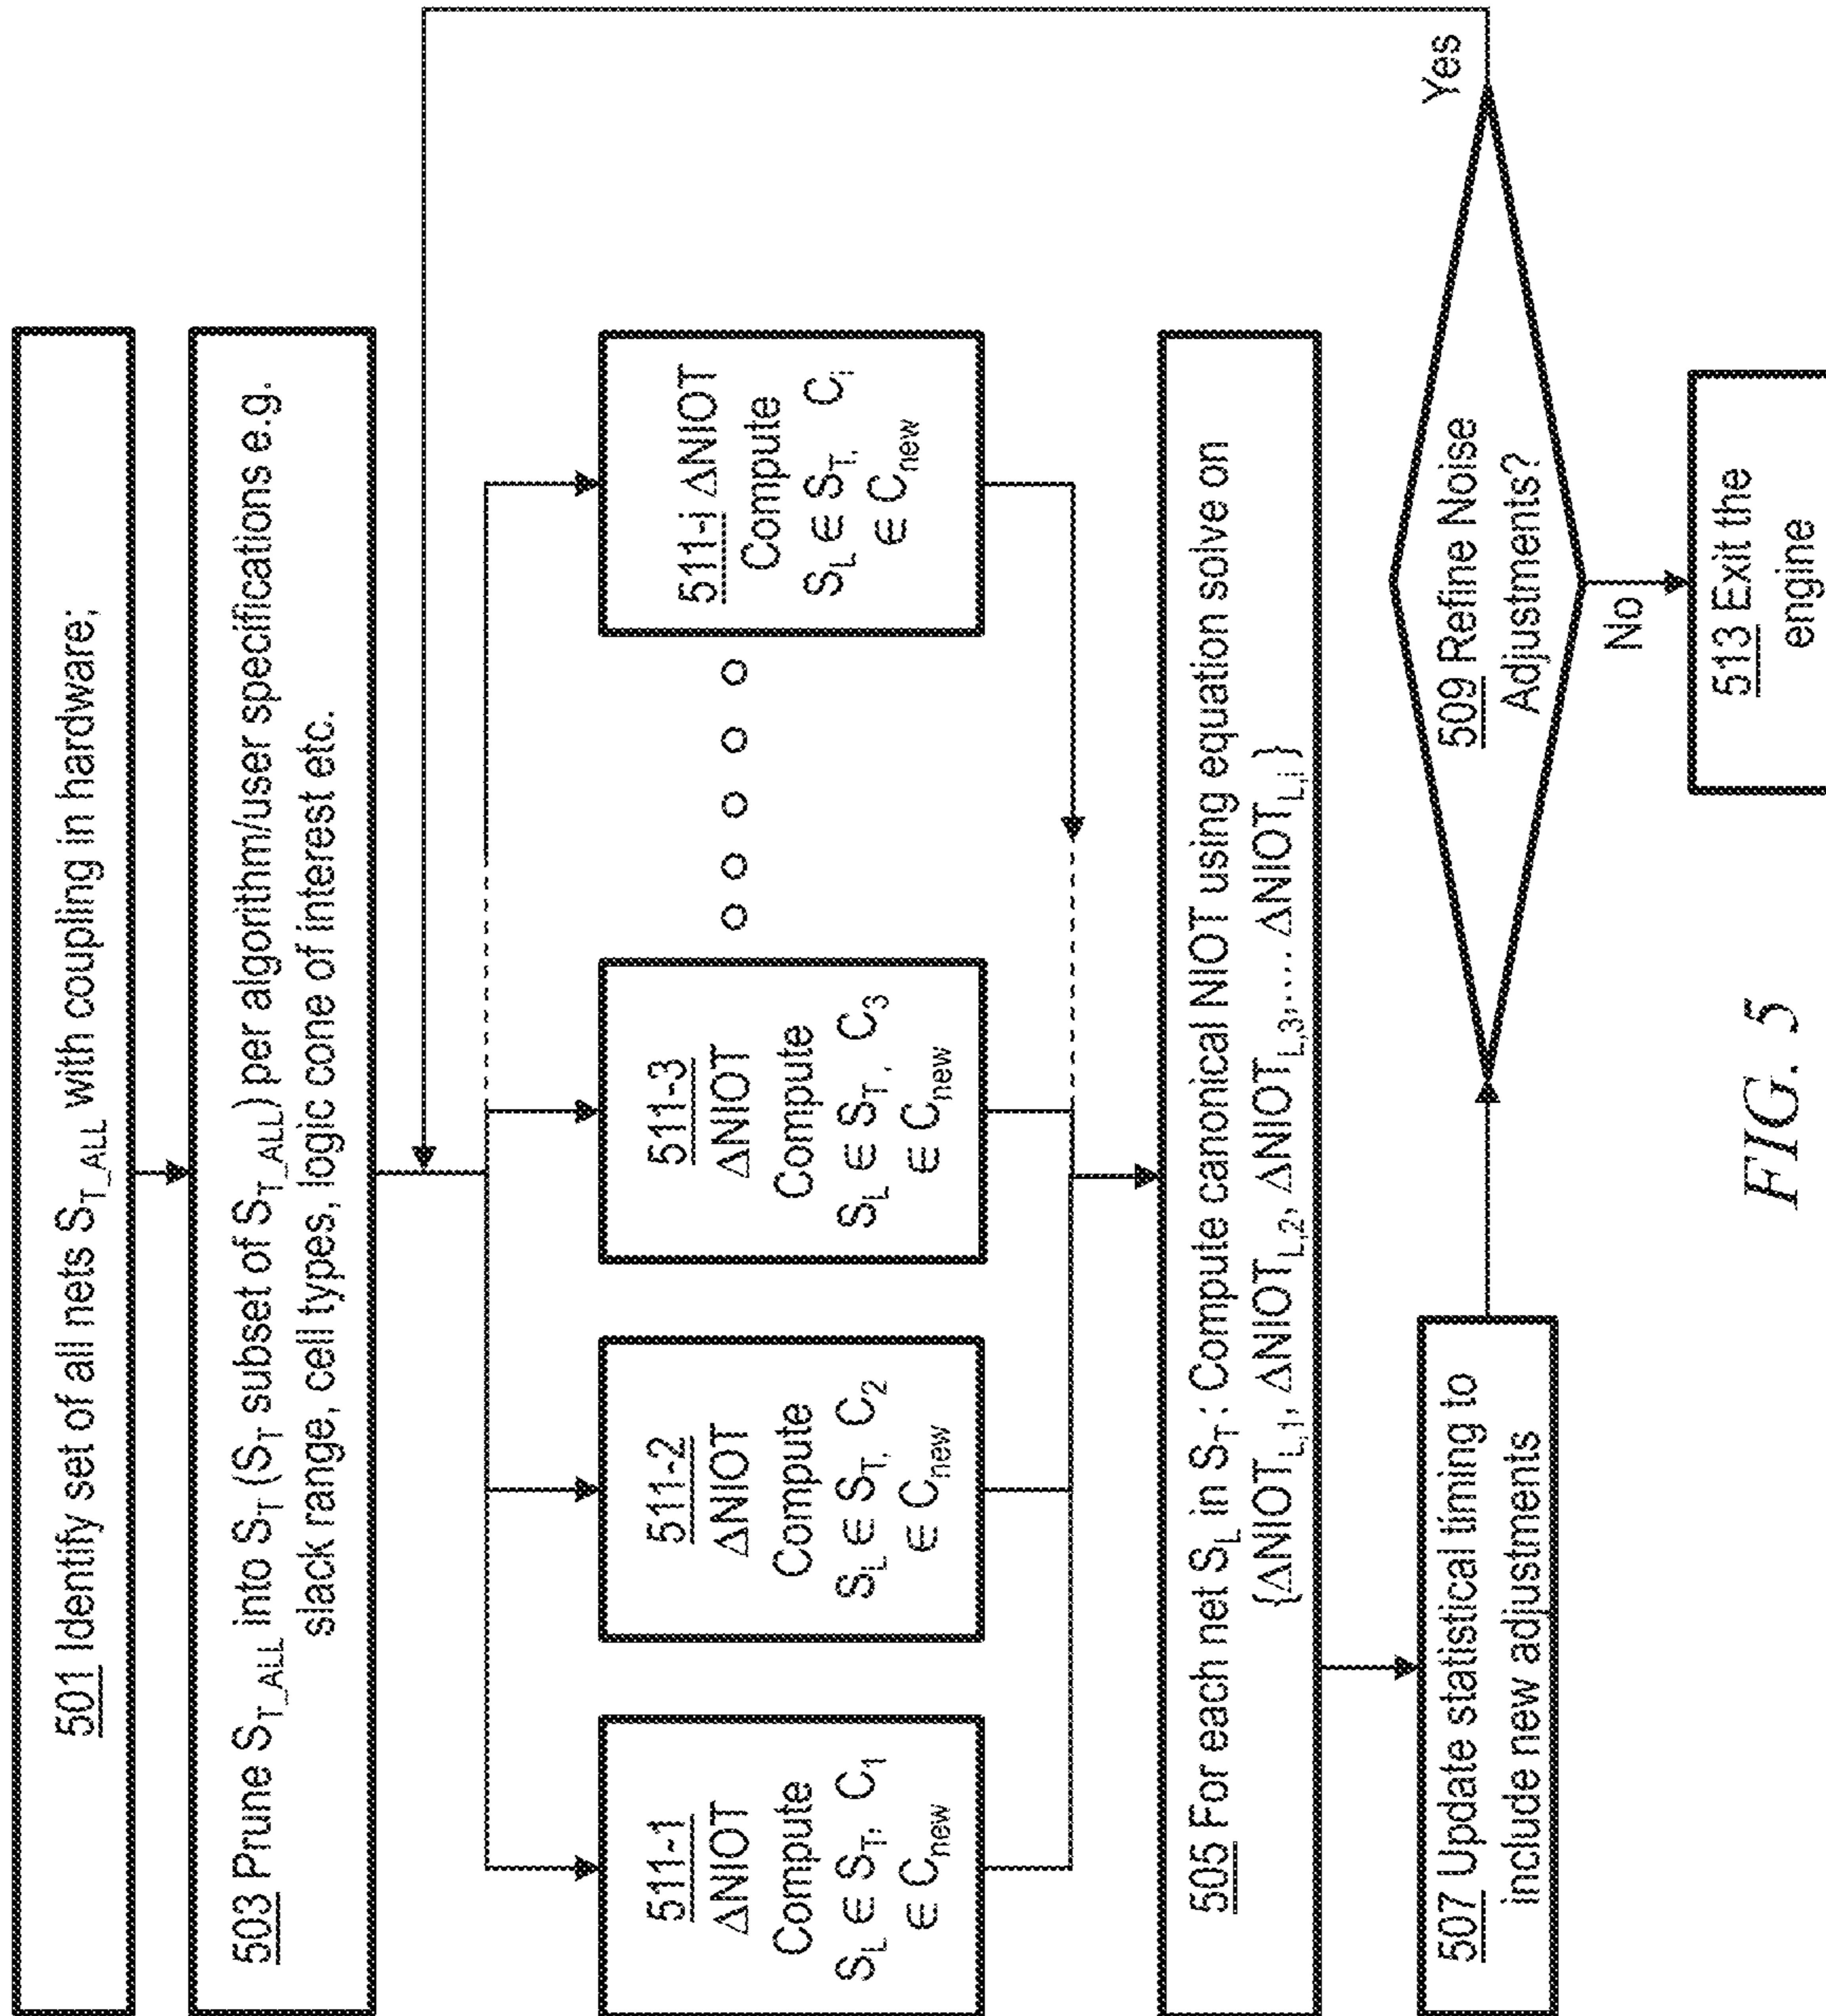 501 Identify set of all nets S_T_ALL with coupling in hardware;
503 Prune S_T_ALL into S_T (S_T subset of S_T_ALL) per algorithm/user specifications e.g.
slack range, cell types, logic cone of interest etc.
511-1
ΔNIOT
Compute
S_L ∈ S_T, C_1
∈ C_new
511-2
ΔNIOT
Compute
S_L ∈ S_T, C_2
∈ C_new
511-3
ΔNIOT
Compute
S_L ∈ S_T, C_3
∈ C_new
511-i ΔNIOT
Compute
S_L ∈ S_T, C_i
∈ C_new
505 For each net S_L in S_T: Compute canonical NIOT using equation solve on
{ΔNIOT_L,1, ΔNIOT_L,2, ΔNIOT_L,3,... ΔNIOT_L,i}
507 Update statistical timing to
include new adjustments
509 Refine Noise
Adjustments?
Yes
No
513 Exit the
engine
FIG. 5